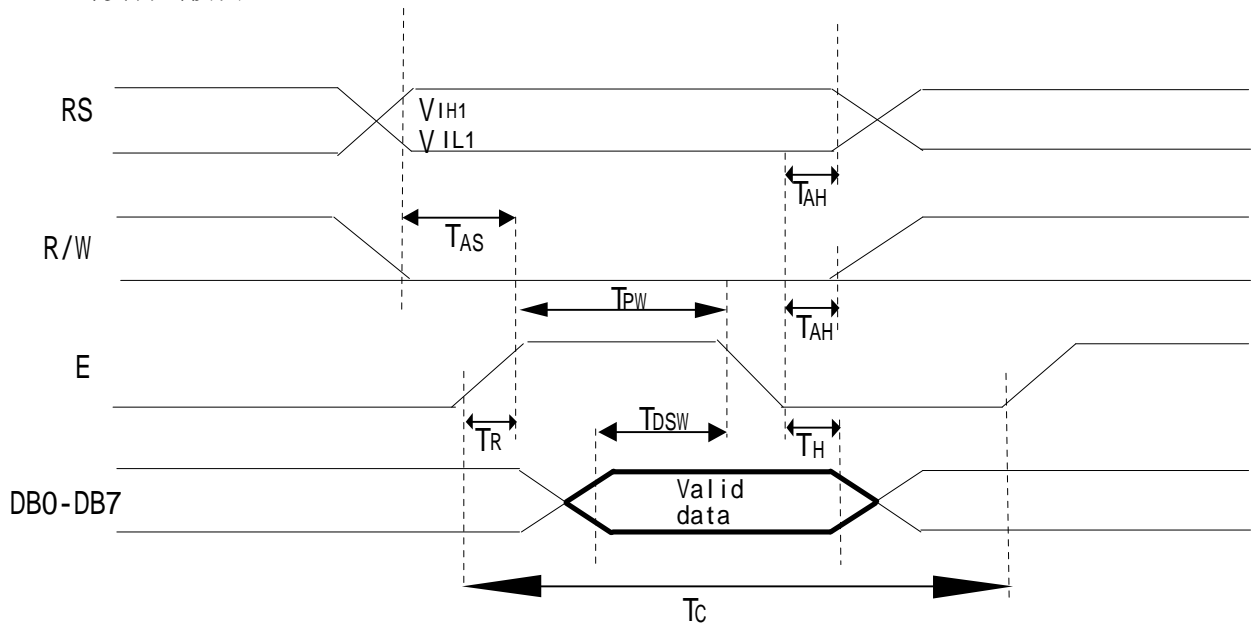 RS
VIH1
VIL1
TAH
R/W
TAS
TPW
TAH
E
TR
TDSW
TH
DB0-DB7
Valid
data
TC